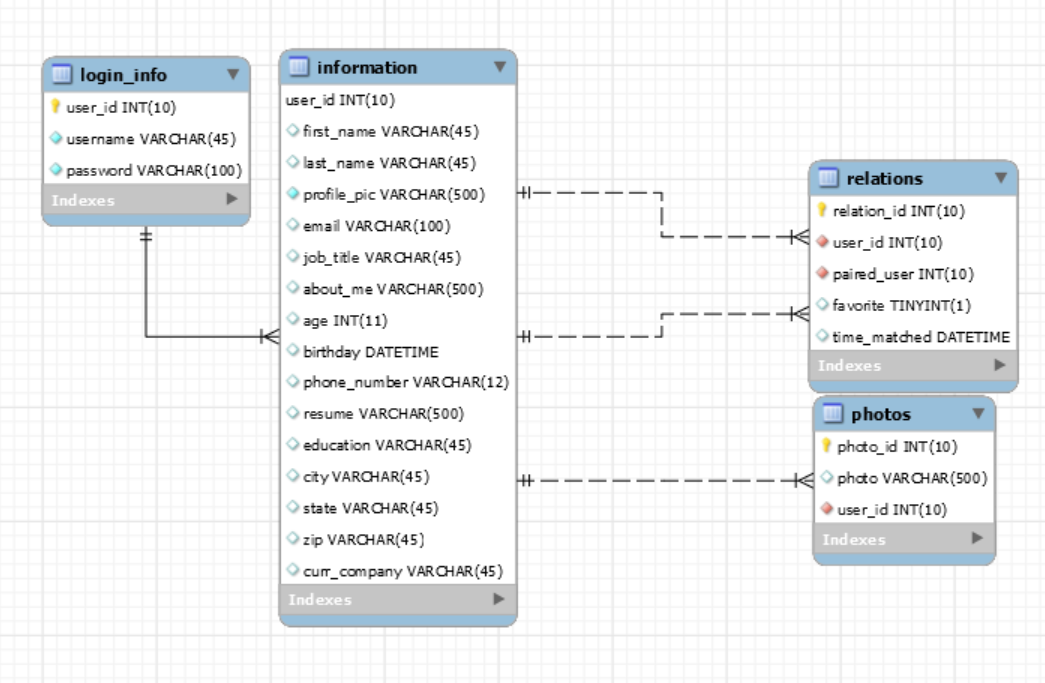 login_info
user_id INT(10)
username VARCHAR(45)
password VARCHAR(100)
Indexes
information
user_id INT(10)
first_name VARCHAR(45)
last_name VARCHAR(45)
profile_pic VARCHAR(500)
email VARCHAR(100)
job_title VARCHAR(45)
about_me VARCHAR(500)
age INT(11)
birthday DATETIME
phone_number VARCHAR(12)
resume VARCHAR(500)
education VARCHAR(45)
city VARCHAR(45)
state VARCHAR(45)
zip VARCHAR(45)
curr_company VARCHAR(45)
Indexes
relations
relation_id INT(10)
user_id INT(10)
paired_user INT(10)
favorite TINYINT(1)
time_matched DATETIME
Indexes
photos
photo_id INT(10)
photo VARCHAR(500)
user_id INT(10)
Indexes